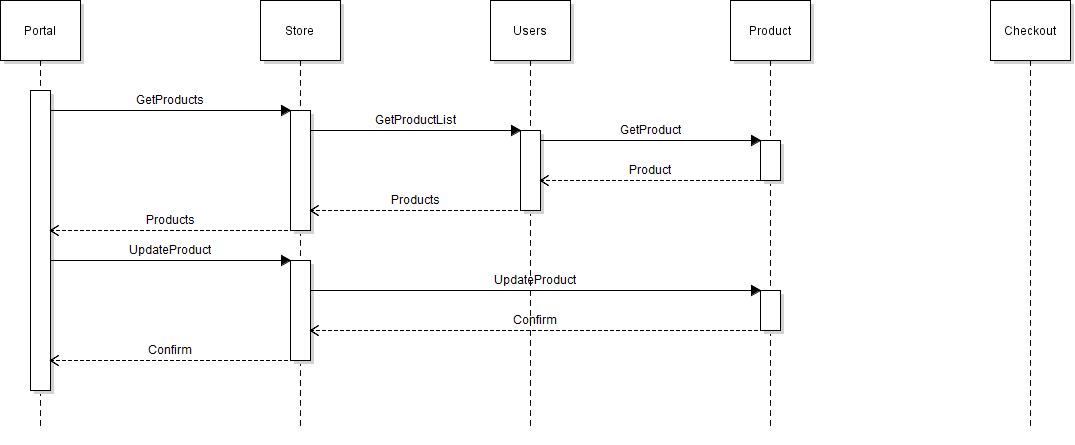 Portal
Store
Users
Product
Checkout
GetProducts
GetProductList
GetProduct
Product
Products
Products
UpdateProduct
UpdateProduct
Confirm
Confirm